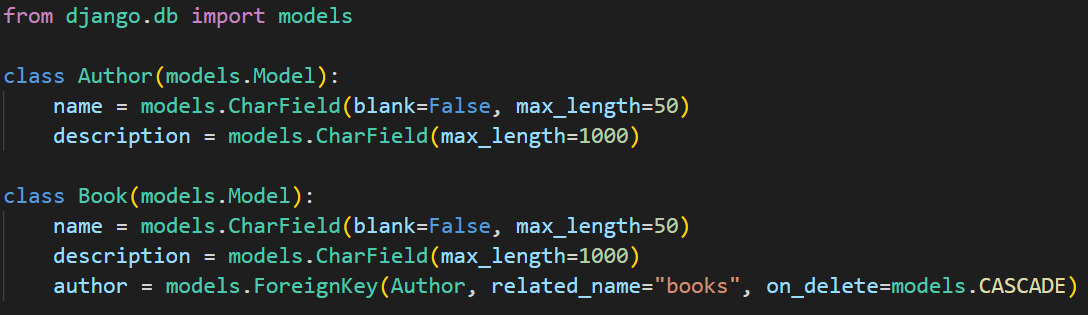 from django.db import models
class Author(models.Model):
name = models.CharField(blank=False, max_length=50)
description = models.CharField(max_length=1000)
class Book(models.Model):
name = models.CharField(blank=False, max_length=50)
description = models.CharField(max_length=1000)
author = models.ForeignKey(Author, related_name="books", on_delete=models.CASCADE)